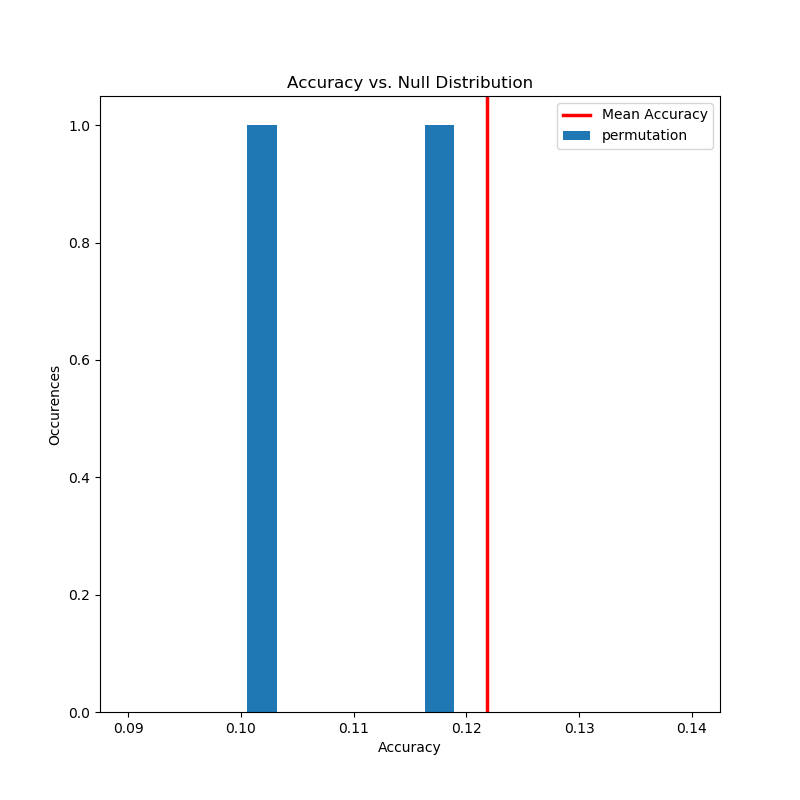 Accuracy vs. Null Distribution
Mean Accuracy
permutation
1.0
0.8
0.6
0.4
0.2
0.0
Occurences
0.09 0.10 0.11 0.12 0.13 0.14
Accuracy